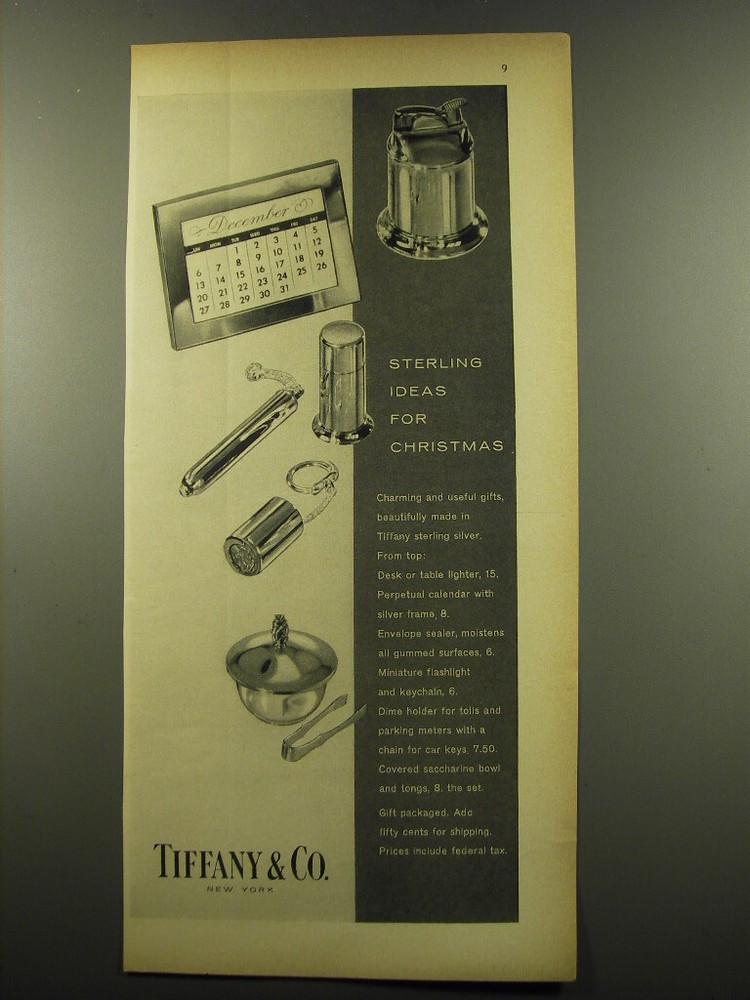 9
December
SUN MON TUE WED THU FRI SAT
1 2 3 4 5
6 7 8 9 10 11 12
13 14 15 16 17 18 19
20 21 22 23 24 25 26
27 28 29 30 31
STERLING
IDEAS
FOR
CHRISTMAS
Charming and useful gifts,
beautifully made in
Tiffany sterling silver.
From top:
Desk or table lighter, 15.
Perpetual calendar with
silver frame, 8.
Envelope sealer, moistens
all gummed surfaces, 6.
Miniature flashlight
and keychain, 6.
Dime holder for tolls and
parking meters with a
chain for car keys, 7.50.
Covered saccharine bowl
and tongs, 8. the set.
Gift packaged. Add
fifty cents for shipping.
Prices include federal tax.
TIFFANY & CO.
NEW YORK